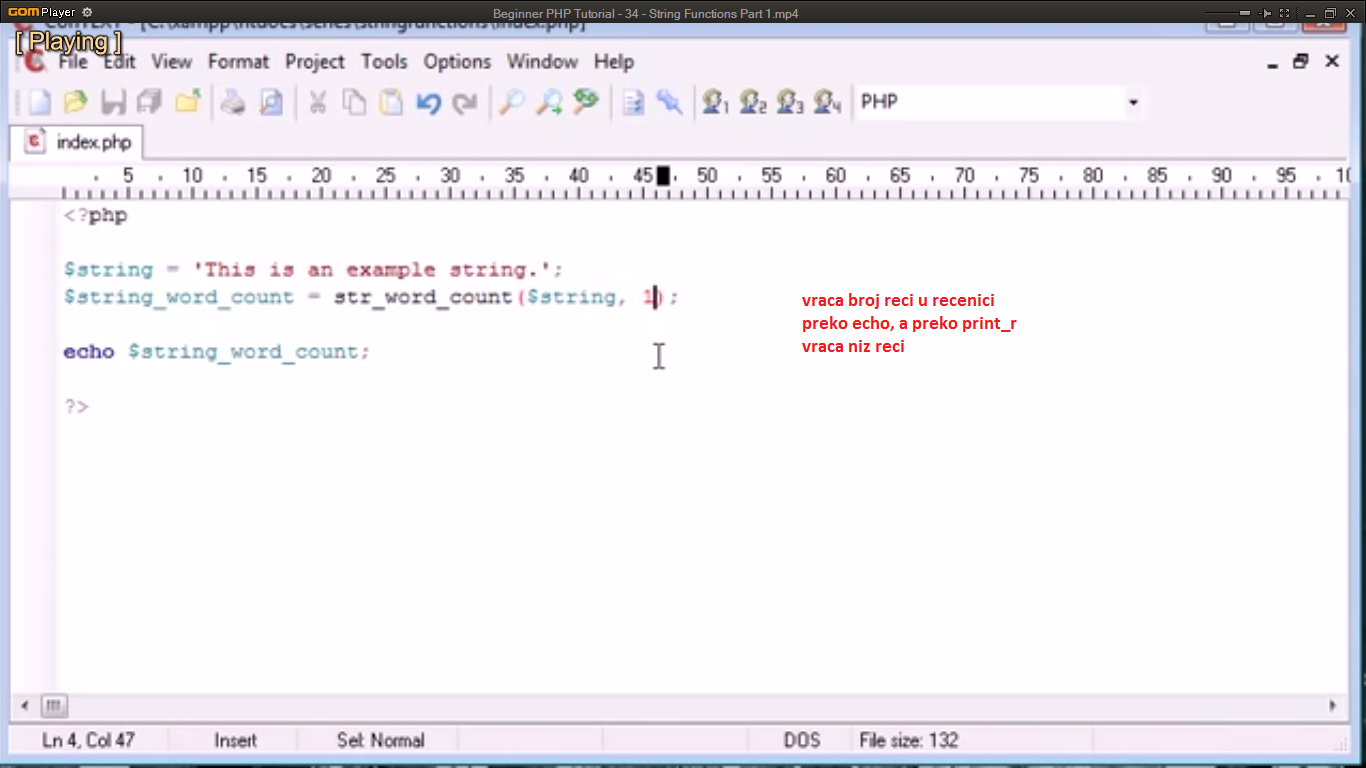 GOM Player
Beginner PHP Tutorial - 34 - String Functions Part 1.mp4
ConTEXT - [C:\xampp\htdocs\series\stringfunctions\index.php]
[ Playing ]
File Edit View Format Project Tools Options Window Help
1 2 3 4 PHP
index.php
5 10 15 20 25 30 35 40 45 50 55 60 65 70 75 80 85 90 95 10
<?php
$string = 'This is an example string.';
$string_word_count = str_word_count($string, 1);
vraca broj reci u recenici
preko echo, a preko print_r
vraca niz reci
echo $string_word_count;
?>
Ln 4, Col 47 Insert Sel: Normal DOS File size: 132